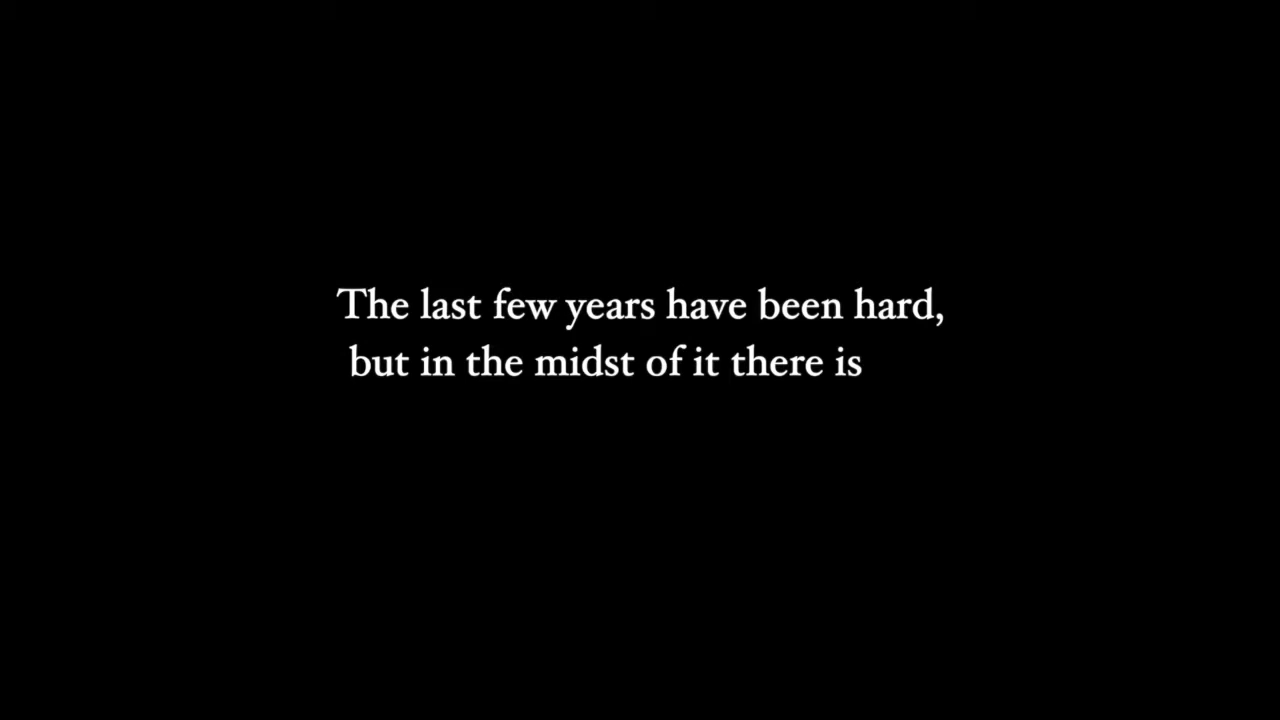 The last few years have been hard,
but in the midst of it there is